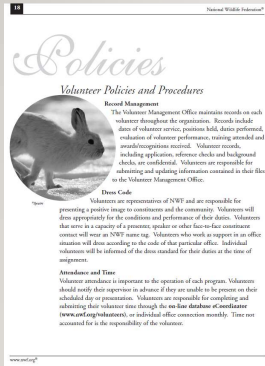 18
National Wildlife Federation®
Policies
Volunteer Policies and Procedures
Record Management
The Volunteer Management Office maintains records on each
volunteer throughout the organization. Records include
dates of volunteer service, positions held, duties performed,
evaluation of volunteer performance, training attended and
awards/recognitions received. Volunteer records,
including application, reference checks and background
checks, are confidential. Volunteers are responsible for
submitting and updating information contained in their files
to the Volunteer Management Office.
Dress Code
Volunteers are representatives of NWF and are responsible for
presenting a positive image to constituents and the community. Volunteers will
dress appropriately for the conditions and performance of their duties. Volunteers
that serve in a capacity of a presenter, speaker or other face-to-face constituent
contact will wear an NWF name tag. Volunteers who work as support in an office
situation will dress according to the code of that particular office. Individual
volunteers will be informed of the dress standard for their duties at the time of
assignment.
Attendance and Time
Volunteer attendance is important to the operation of each program. Volunteers
should notify their supervisor in advance if they are unable to be present on their
scheduled day or presentation. Volunteers are responsible for completing and
submitting their volunteer time through the on-line database eCoordinator
(www.nwf.org/volunteers), or individual office connection monthly. Time not
accounted for is the responsibility of the volunteer.
www.nwf.org®